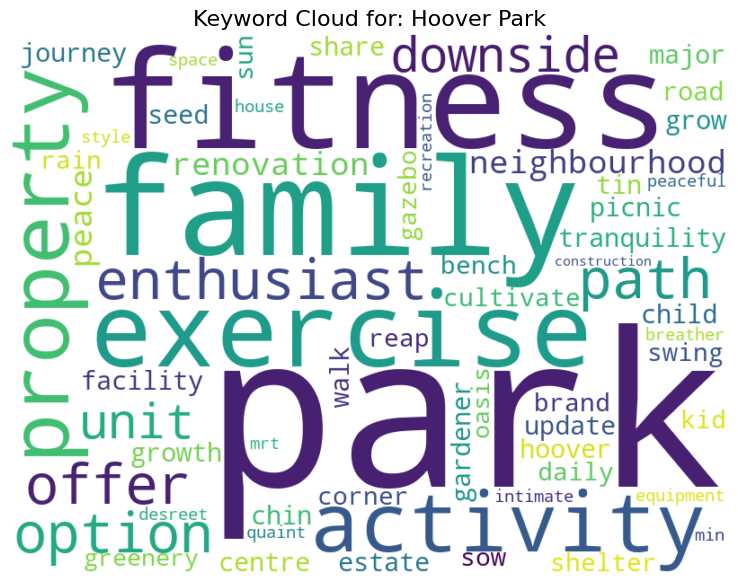 Keyword Cloud for: Hoover Park
journey space sun share downside major
fitness
seed house road
grow
property style rain renovation gazebo recreation neighbourhood
peace family tin peaceful
picnic
tranquility
enthusiast bench construction path
cultivate
exercise child
reap breather
swing
facility walk park
unit gardener oasis brand kid
update
growth mrt hoover
daily
offer corner intimate equipment
desreet chin activity
option quaint min
greenery centre estate sow shelter